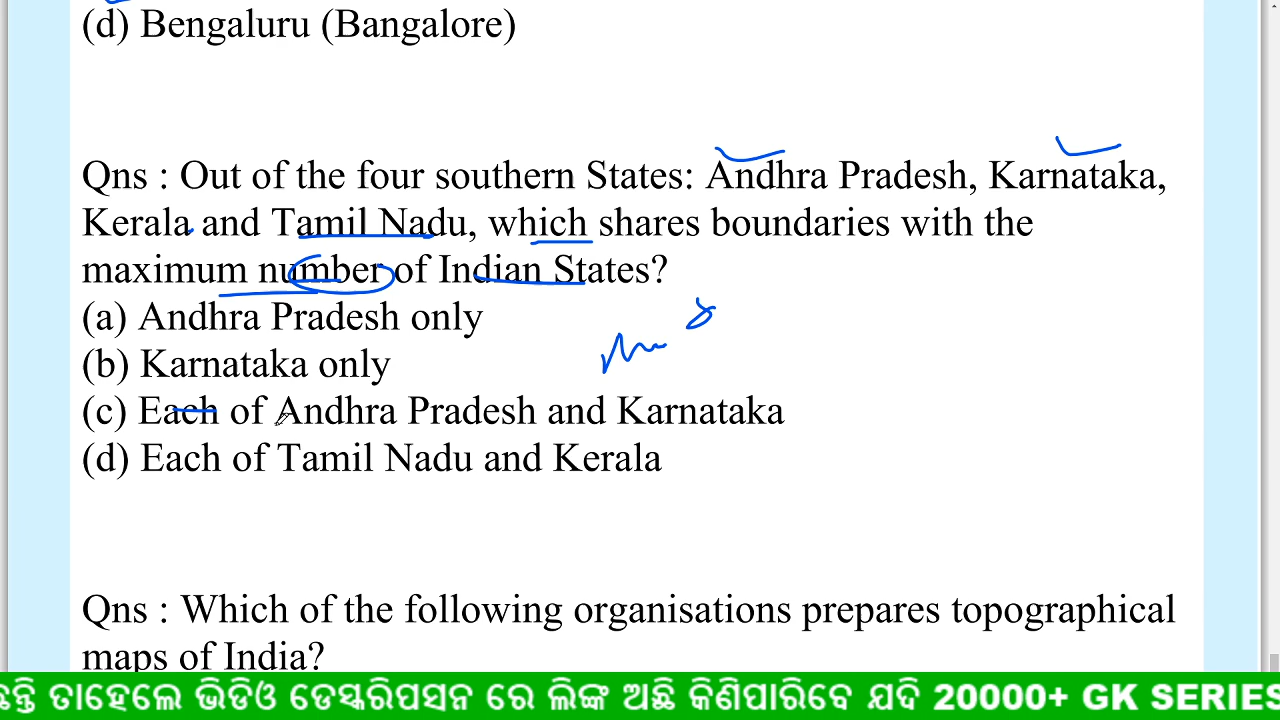 (d) Bengaluru (Bangalore)
Qns : Out of the four southern States: Andhra Pradesh, Karnataka,
Kerala and Tamil Nadu, which shares boundaries with the
maximum number of Indian States?
(a) Andhra Pradesh only
(b) Karnataka only
(c) Each of Andhra Pradesh and Karnataka
(d) Each of Tamil Nadu and Kerala
Qns : Which of the following organisations prepares topographical
maps of India?
ଛନ୍ତି ତାହେଲେ ଭିଡିଓ ଡେସ୍କରିପସନ ରେ ଲିଙ୍କ ଅଛି କିଣିପାରିବେ ଯଦି 20000+ GK SERIES